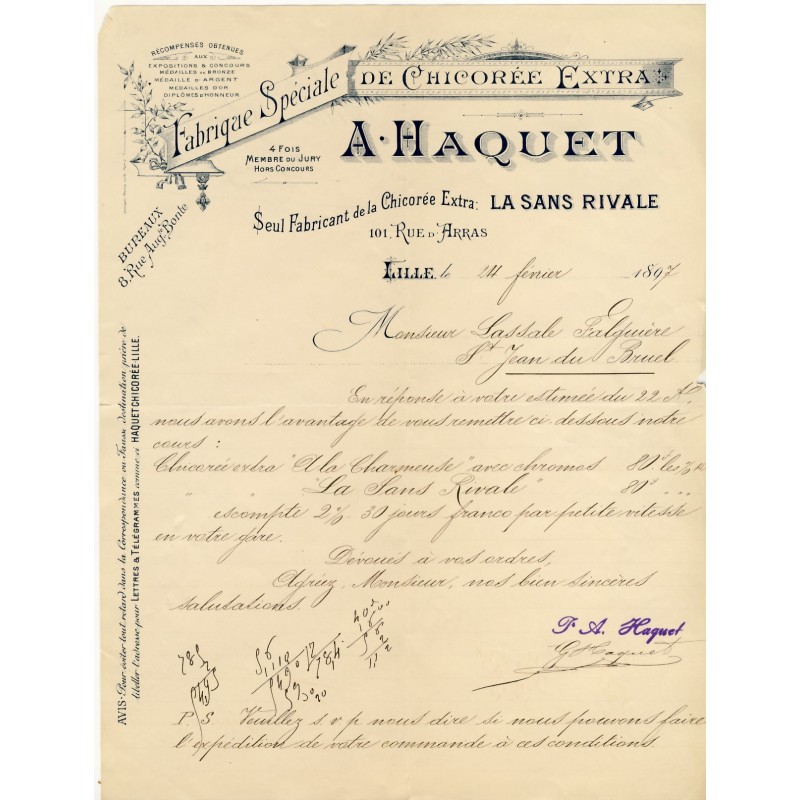 RÉCOMPENSES OBTENUES
AUX
EXPOSITIONS & CONCOURS
MÉDAILLES DE BRONZE
MÉDAILLE D'ARGENT
MÉDAILLES D'OR
DIPLÔMES D'HONNEUR
Fabrique Spéciale
DE CHICORÉE EXTRA
A. HAQUET
4 FOIS
MEMBRE DU JURY
HORS CONCOURS
Seul Fabricant de la Chicorée Extra: LA SANS RIVALE
101, RUE D'ARRAS
BUREAUX
8, Rue Augte Bonte
LILLE, le 24 février 1897
Monsieur Lassale Falguière
St Jean du Bruel
En réponse à votre estimée du 22 
nous avons l'avantage de vous remettre ci dessous notre
cours :
Chicorée extra "A la Charmeuse" avec chromos 80 les
" " "La Sans Rivale" 80 " "
escompte 2% 30 jours franco par petite vitesse
en votre gare.
Dévoués à vos ordres,
Agréez, Monsieur, nos bien sincères
salutations.
P. A. Haquet
G Haquet
P. S. Veuillez s v p nous dire si nous pouvons faire
l'expédition de votre commande à ces conditions.
AVIS - Pour éviter tout retard dans la Correspondance ou Fausse destination, prière de
libeller l'adresse pour LETTRES & TÉLÉGRAMMES comme ci HAQUET CHICORÉE-LILLE.